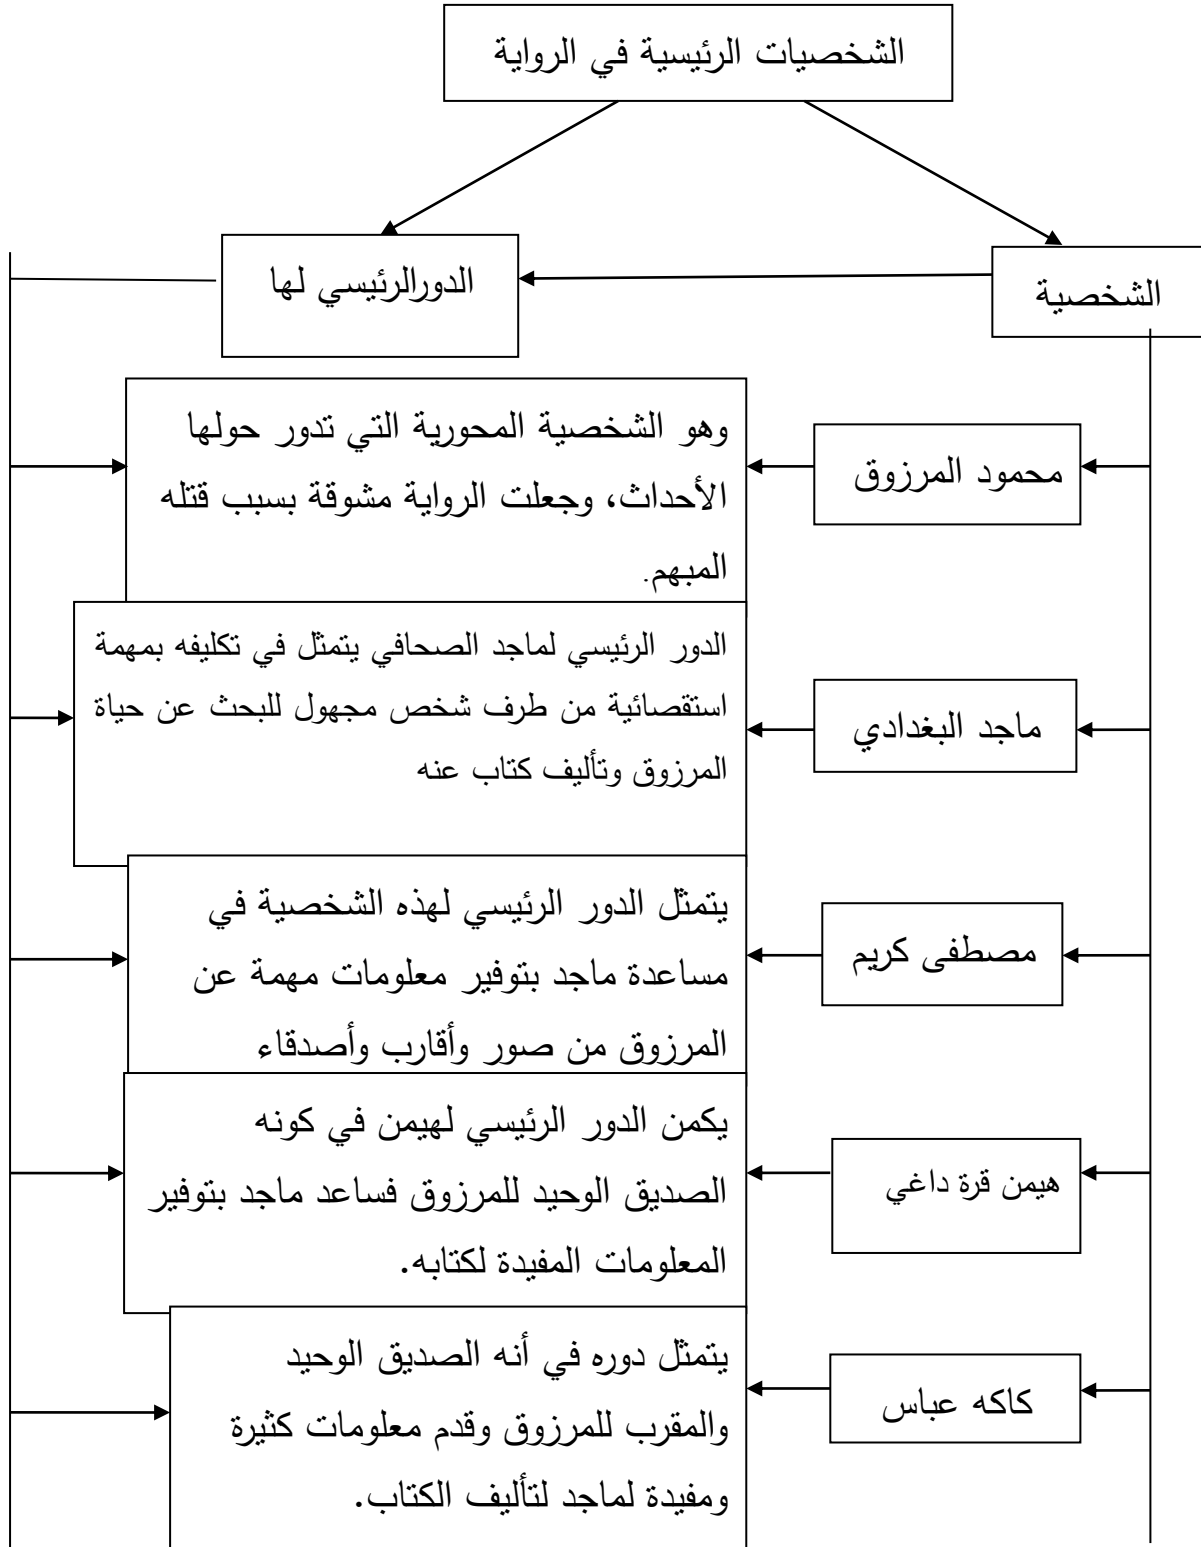 الشخصيات الرئيسية في الرواية
الشخصية
الدورالرئيسي لها
محمود المرزوق
وهو الشخصية المحورية التي تدور حولها
الأحداث، وجعلت الرواية مشوقة بسبب قتله
المبهم.
ماجد البغدادي
الدور الرئيسي لماجد الصحافي يتمثل في تكليفه بمهمة
استقصائية من طرف شخص مجهول للبحث عن حياة
المرزوق وتأليف كتاب عنه
مصطفى كريم
يتمثل الدور الرئيسي لهذه الشخصية في
مساعدة ماجد بتوفير معلومات مهمة عن
المرزوق من صور وأقارب وأصدقاء
هيمن قرة داغي
يكمن الدور الرئيسي لهيمن في كونه
الصديق الوحيد للمرزوق فساعد ماجد بتوفير
المعلومات المفيدة لكتابه.
كاكه عباس
يتمثل دوره في أنه الصديق الوحيد
والمقرب للمرزوق وقدم معلومات كثيرة
ومفيدة لماجد لتأليف الكتاب.